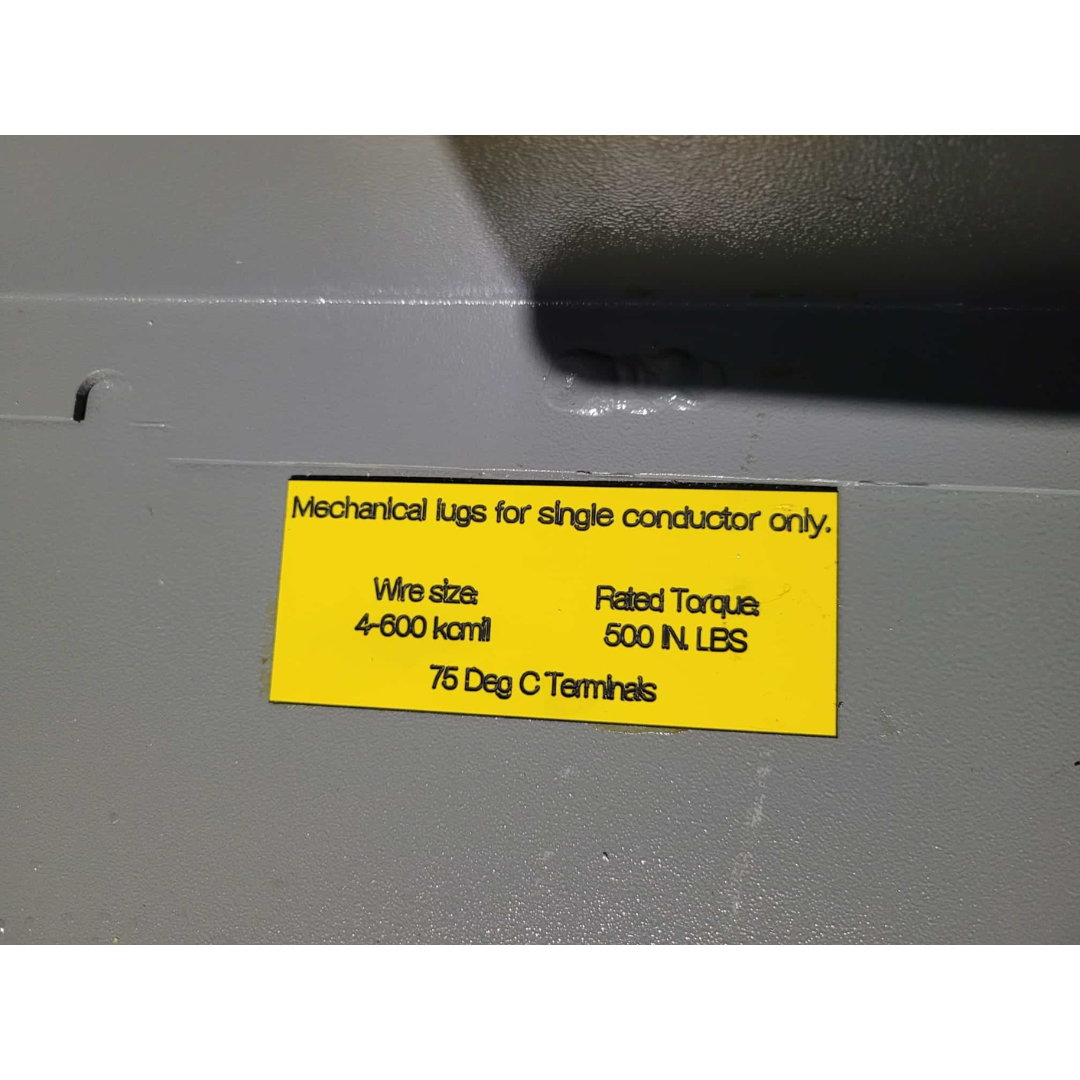 Mechanical lugs for single conductor only.
Wire size:
4-600 kcmil
Rated Torque:
500 IN. LBS
75 Deg C Terminals